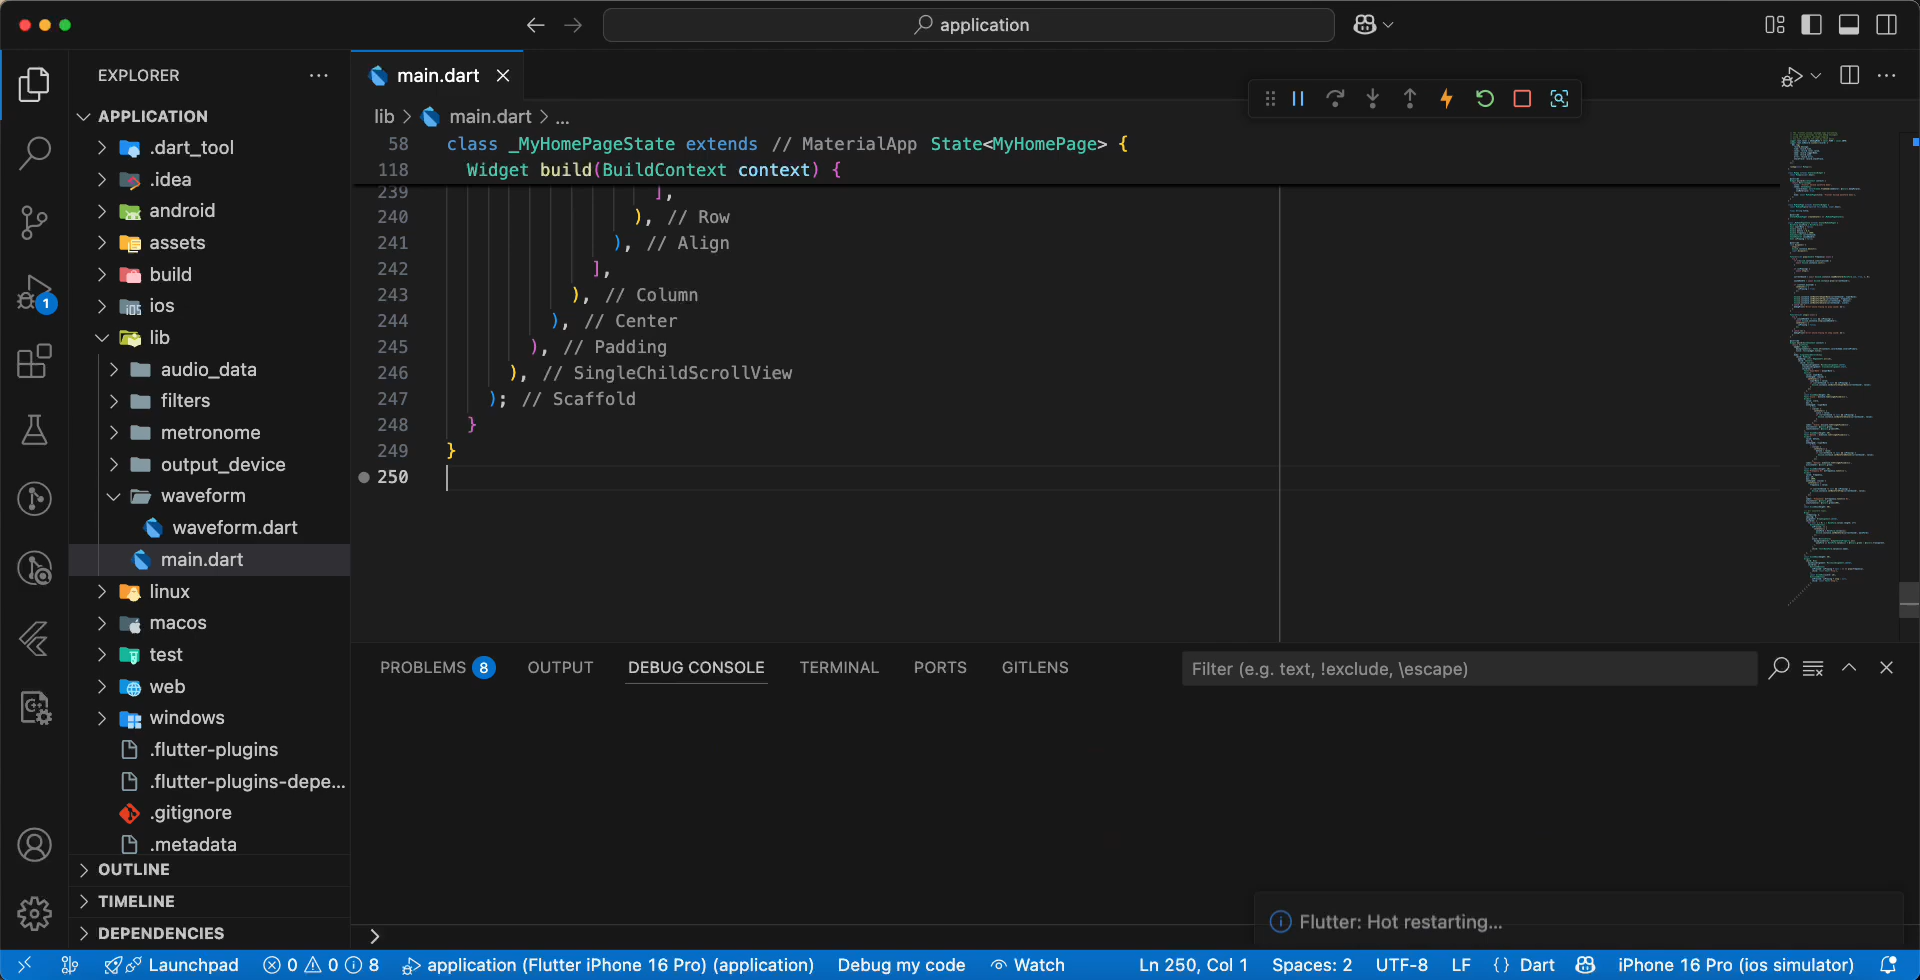 application
EXPLORER
APPLICATION
.dart_tool
.idea
android
assets
build
ios
lib
audio_data
filters
metronome
output_device
waveform
waveform.dart
main.dart
linux
macos
test
web
windows
.flutter-plugins
.flutter-plugins-depe...
.gitignore
.metadata
OUTLINE
TIMELINE
DEPENDENCIES
1
main.dart
lib > main.dart > ...
58 class _MyHomePageState extends // MaterialApp State<MyHomePage> {
118 Widget build(BuildContext context) {
239 ],
240 ), // Row
241 ), // Align
242 ],
243 ), // Column
244 ), // Center
245 ), // Padding
246 ), // SingleChildScrollView
247 ); // Scaffold
248 }
249 }
250
PROBLEMS 8 OUTPUT DEBUG CONSOLE TERMINAL PORTS GITLENS
Filter (e.g. text, !exclude, \escape)
Flutter: Hot restarting...
>
Launchpad 0 0 8 application (Flutter iPhone 16 Pro) (application) Debug my code Watch Ln 250, Col 1 Spaces: 2 UTF-8 LF {} Dart iPhone 16 Pro (ios simulator)